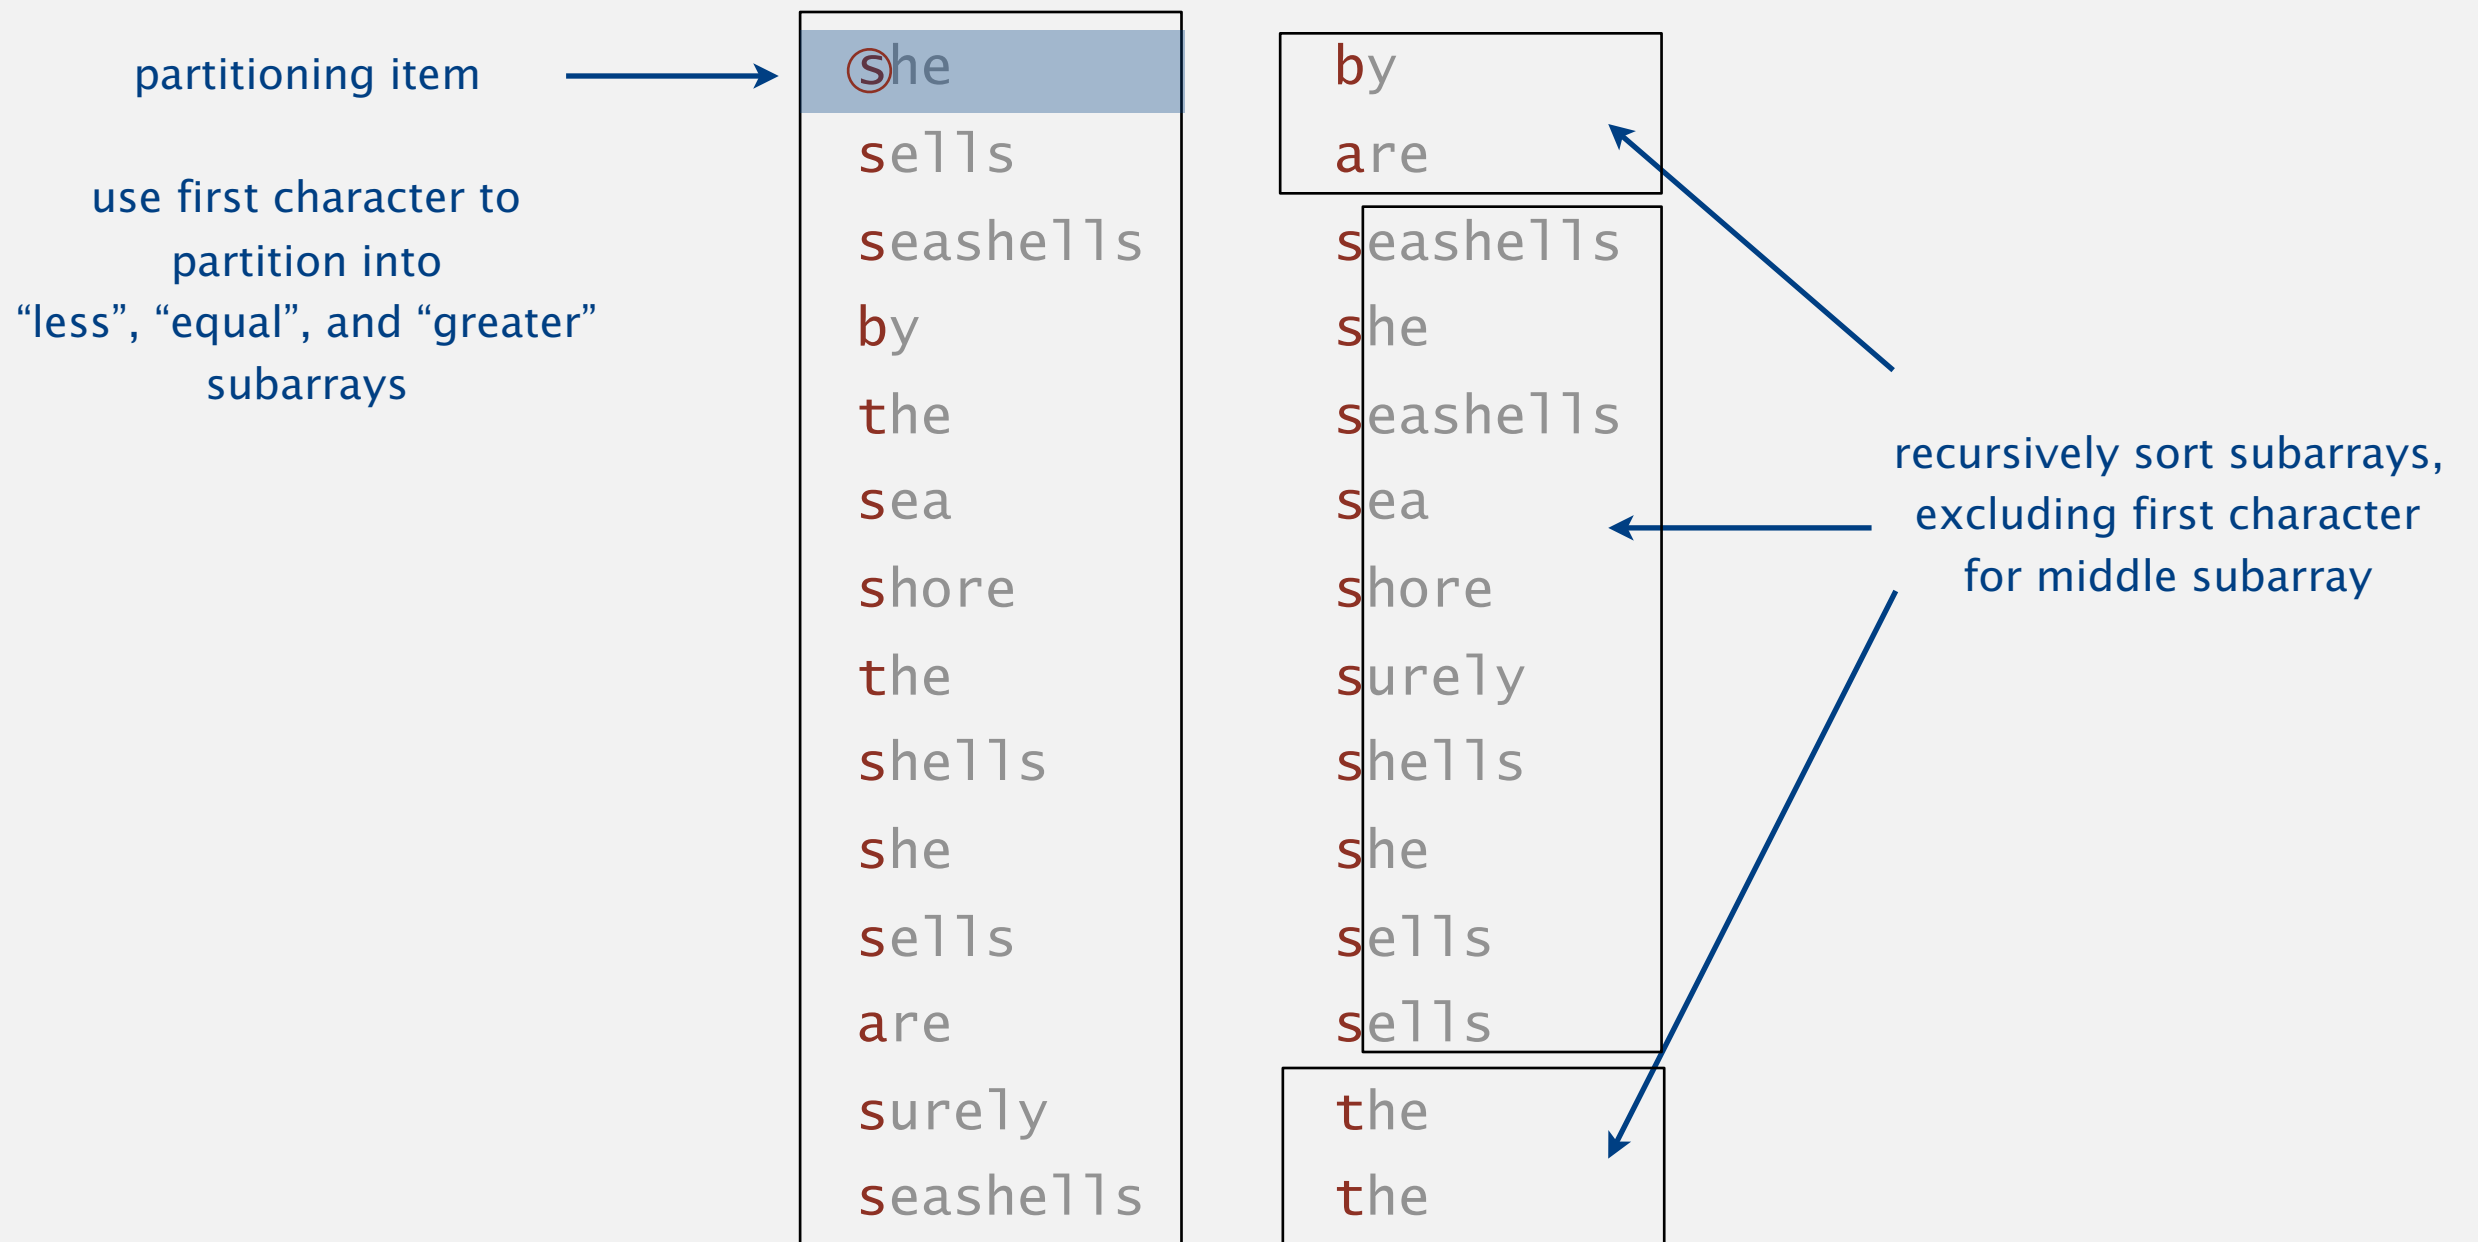 partitioning item
use first character to
partition into
“less”, “equal”, and “greater”
subarrays
she
sells
seashells
by
the
sea
shore
the
shells
she
sells
are
surely
seashells
by
are
seashells
she
seashells
sea
shore
surely
shells
she
sells
sells
the
the
recursively sort subarrays,
excluding first character
for middle subarray